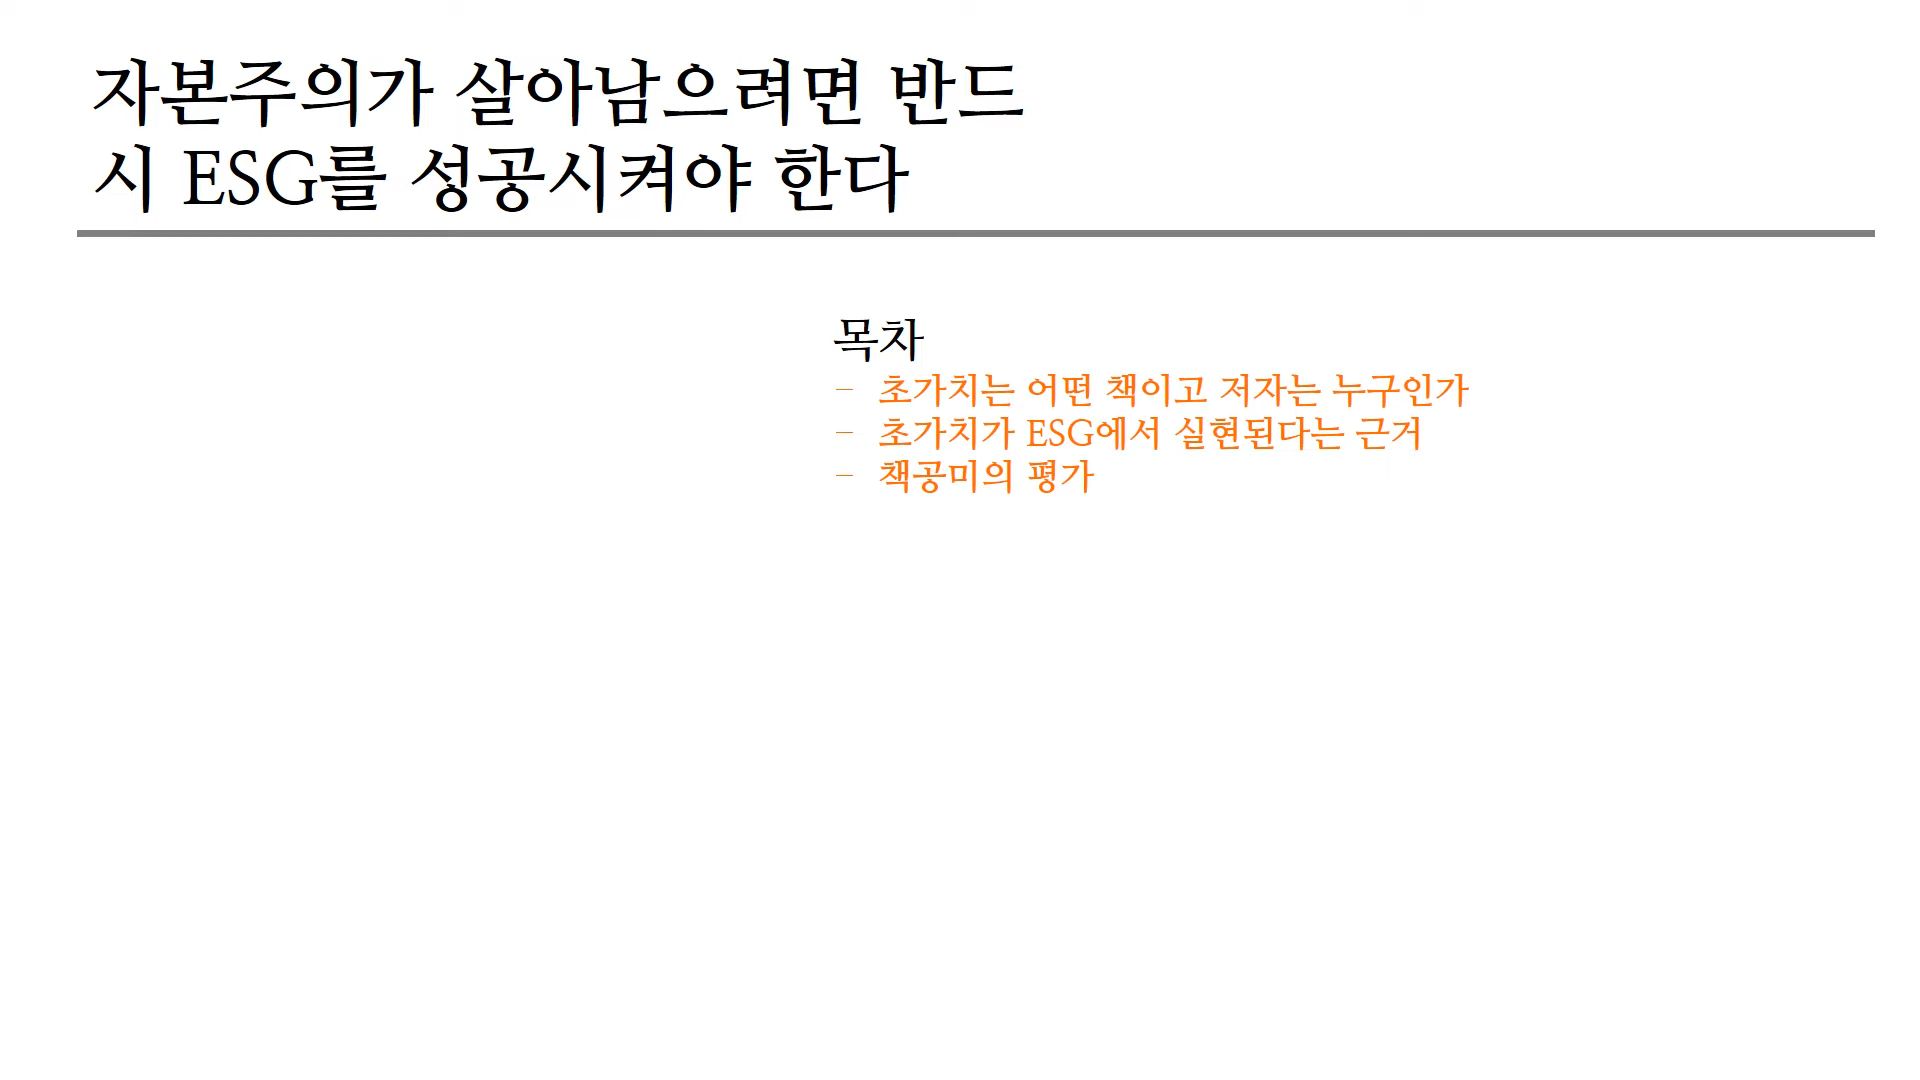 자본주의가 살아남으려면 반드
시 ESG를 성공시켜야 한다
목차
– 초가치는 어떤 책이고 저자는 누구인가
– 초가치가 ESG에서 실현된다는 근거
– 책공미의 평가